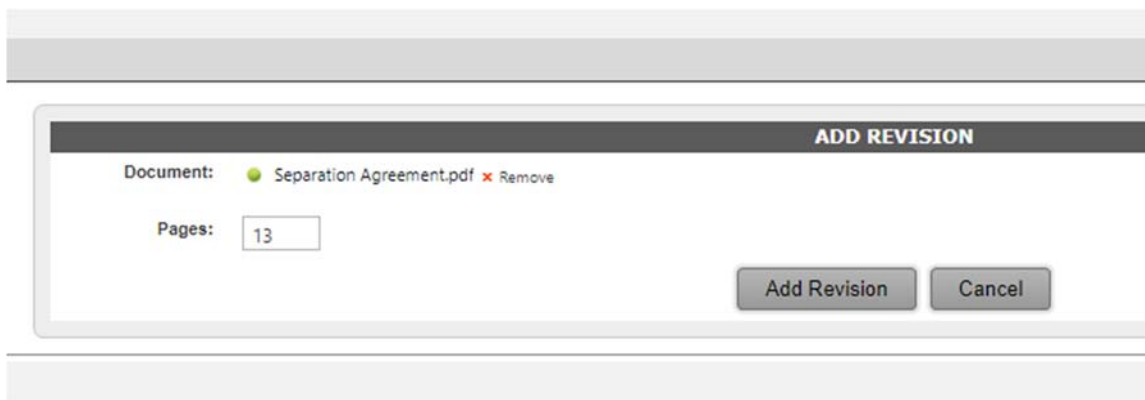 ADD REVISION
Document: Separation Agreement.pdf × Remove
Pages: 13
Add Revision Cancel